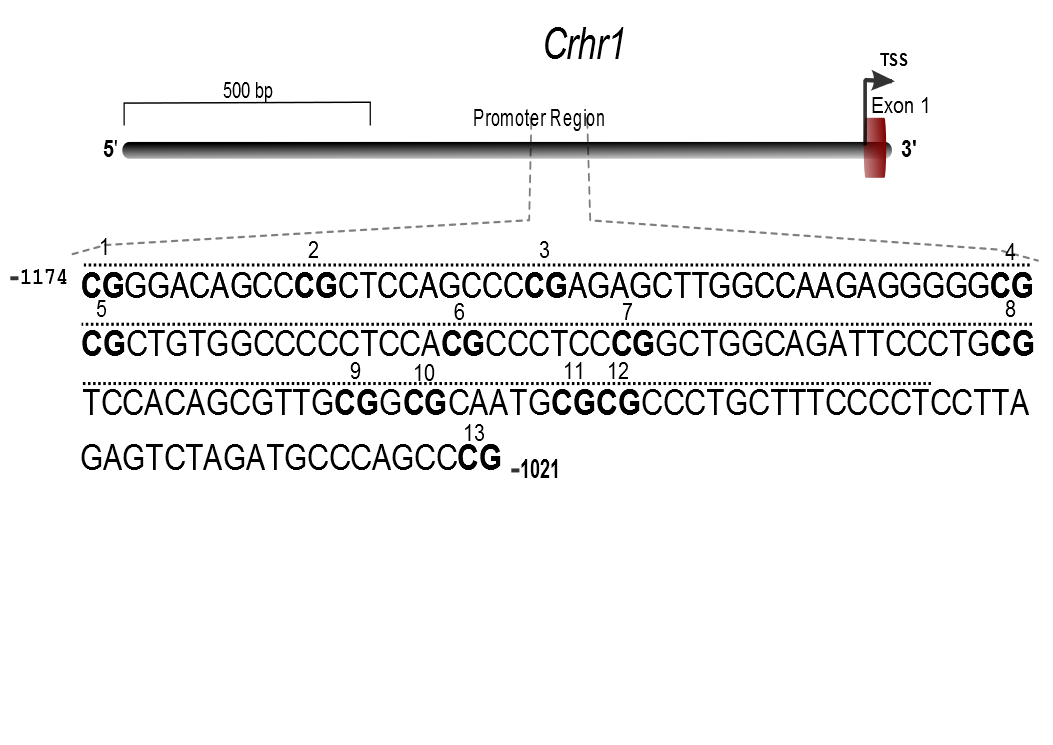 Crhr1
TSS
500 bp
Exon 1
Promoter Region
5'
3'
1 2 3 4
-1174 CGGGACAGCCCGCTCCAGCCCCGAGAGCTTGGCCAAGAGGGGGCG
5 6 7 8
CGCTGTGGCCCCCCTCCACGCCCTCCCGGCTGGCAGATTCCCTGCG
9 10 11 12
TCCACAGCGTTGCGGCGCAATGCGCGCCCTGCTTTCCCCTCCTTA
13
GAGTCTAGATGCCCAGCCCG -1021